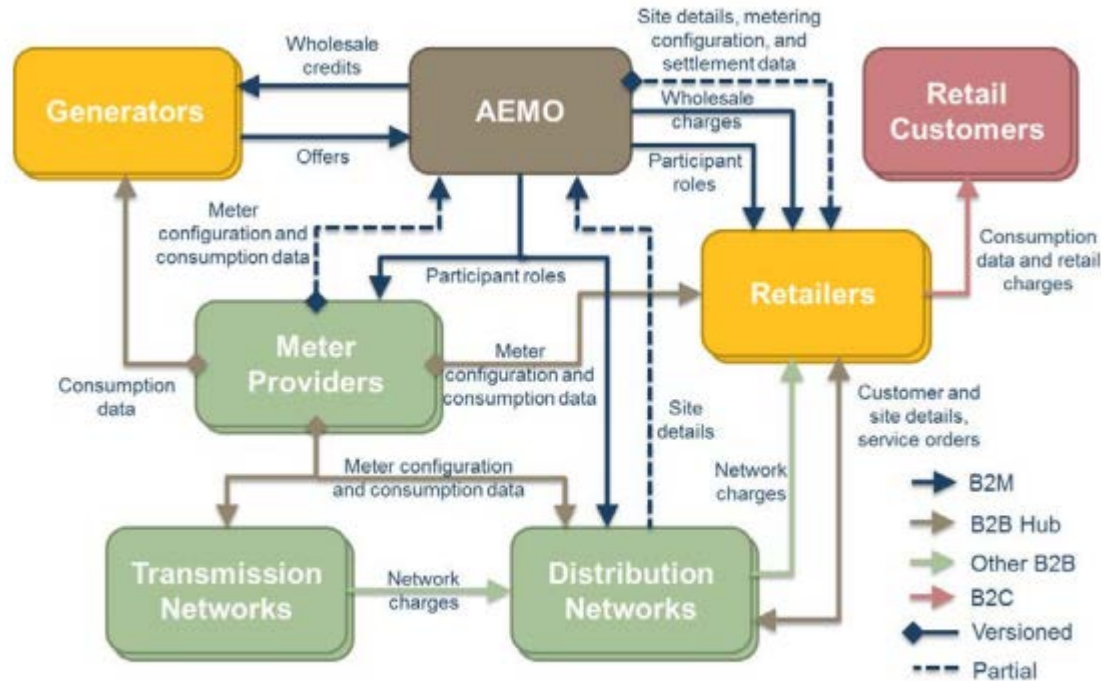 Wholesale
credits
Site details, metering
configuration, and
settlement data
Generators
AEMO
Retail
Customers
Wholesale
charges
Offers
Participant
roles
Meter
configuration and
consumption data
Participant roles
Retailers
Consumption
data and retail
charges
Meter
Providers
Meter
configuration and
consumption data
Consumption
data
Site
details
Customer and
site details,
service orders
Meter configuration
and consumption data
Network
charges
B2M
B2B Hub
Transmission
Networks
Network
charges
Distribution
Networks
Other B2B
B2C
Versioned
Partial